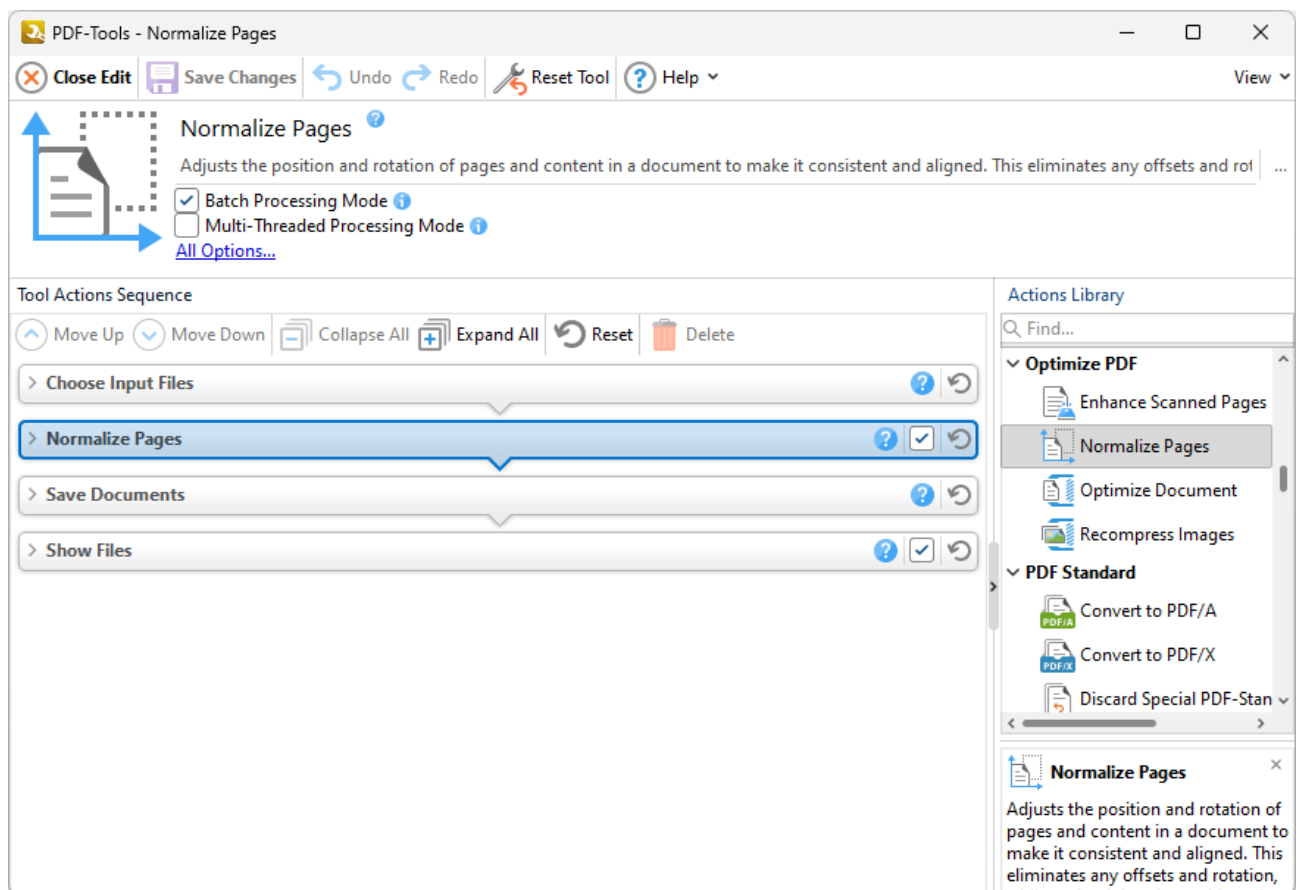 PDF-Tools - Normalize Pages
Close Edit Save Changes Undo Redo Reset Tool ? Help View
Normalize Pages ?
Adjusts the position and rotation of pages and content in a document to make it consistent and aligned. This eliminates any offsets and rot ...
Batch Processing Mode i
Multi-Threaded Processing Mode i
All Options...
Tool Actions Sequence
Move Up Move Down Collapse All Expand All Reset Delete
Choose Input Files ?
Normalize Pages ?
Save Documents ?
Show Files ?
Actions Library
Find...
Optimize PDF
Enhance Scanned Pages
Normalize Pages
Optimize Document
Recompress Images
PDF Standard
PDF/A Convert to PDF/A
PDF/X Convert to PDF/X
Discard Special PDF-Stan
Normalize Pages
Adjusts the position and rotation of
pages and content in a document to
make it consistent and aligned. This
eliminates any offsets and rotation,